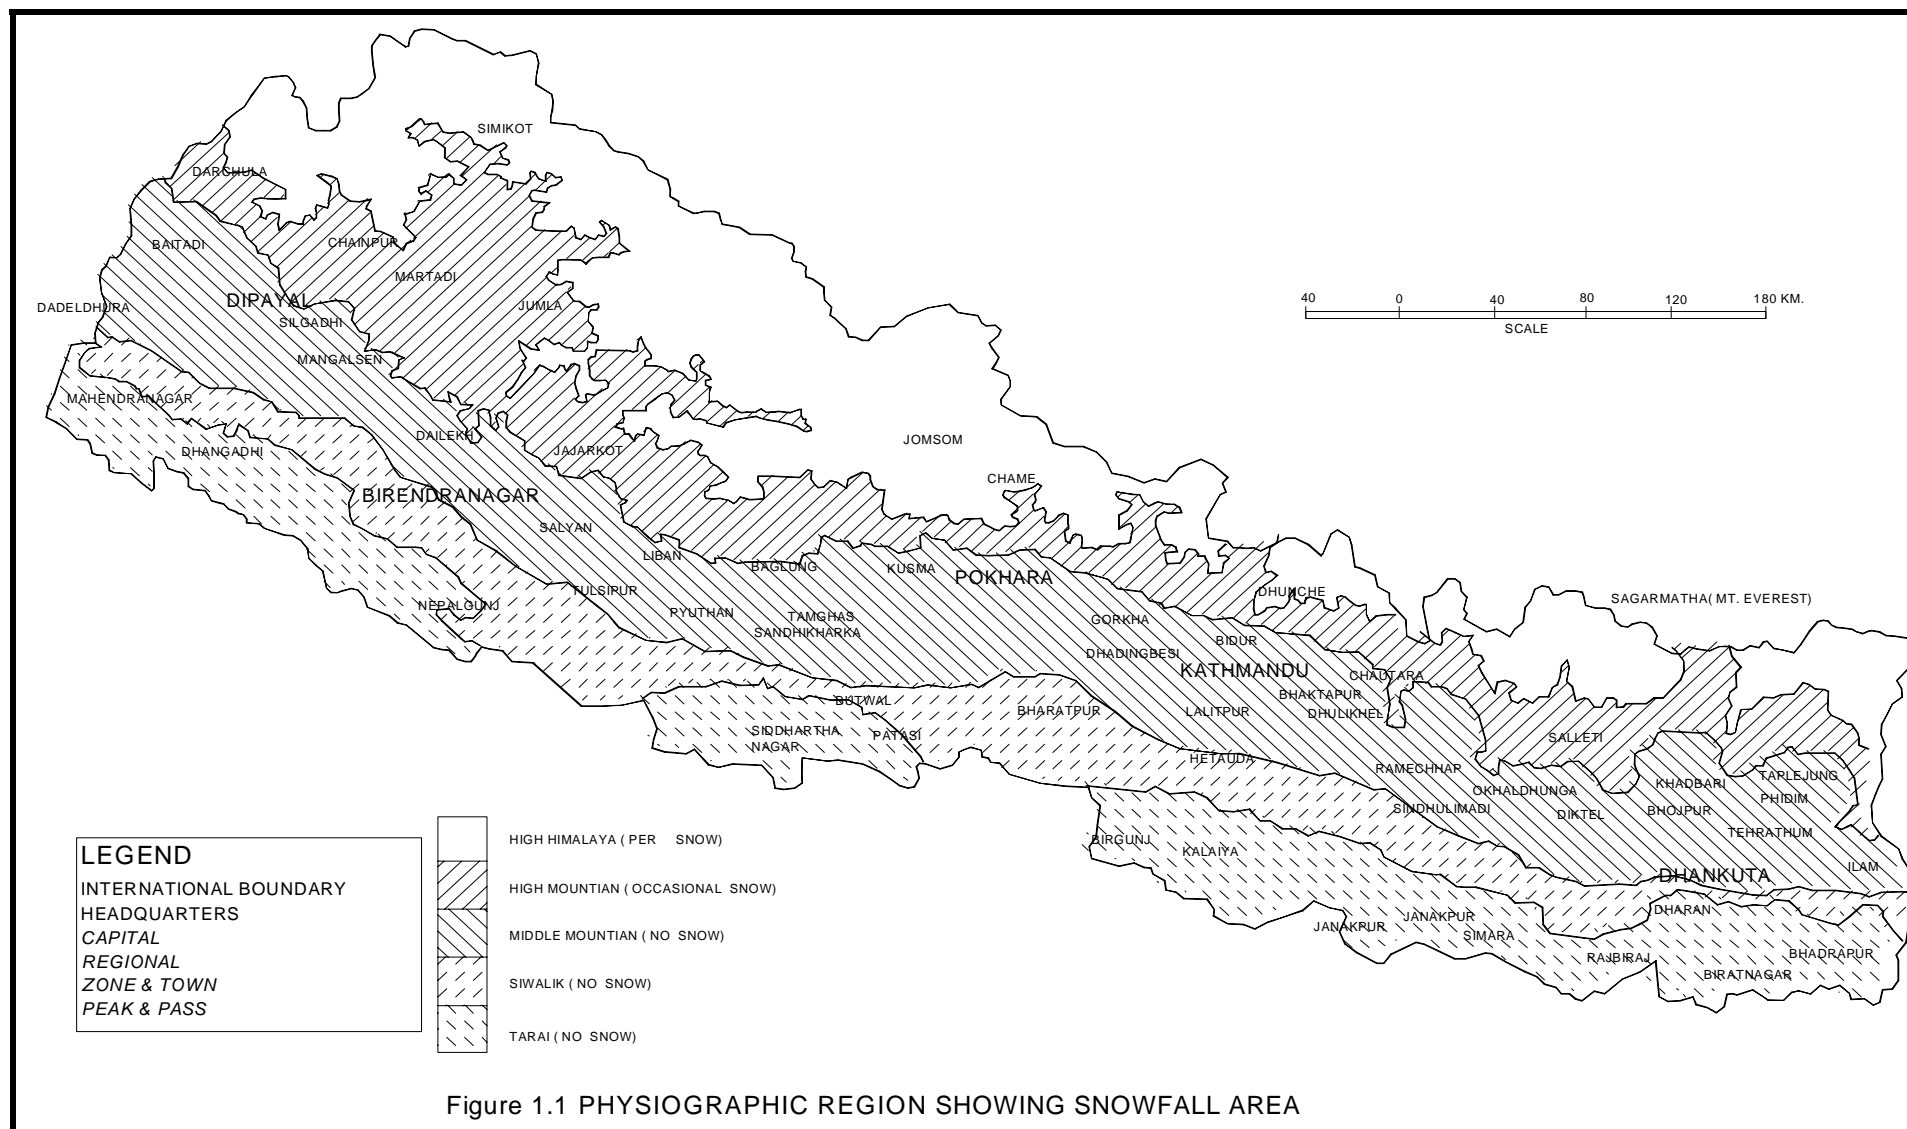 SIMIKOT
DARCHULA
BAITADI
CHAINPUR
MARTADI
DIPAYAL
DADELDHURA
JUMLA
SILGADHI
MANGALSEN
40 0 40 80 120 180 KM.
SCALE
MAHENDRANAGAR
DAILEKH
JOMSOM
DHANGADHI
JAJARKOT
CHAME
BIRENDRANAGAR
SALYAN
LIBAN
BAGLUNG
KUSMA
POKHARA
TULSIPUR
DHUNCHE
NEPALGUNJ
SAGARMATHA( MT. EVEREST)
PYUTHAN
TAMGHAS
SANDHIKHARKA
GORKHA
BIDUR
DHADINGBESI
KATHMANDU
CHAUTARA
BHAKTAPUR
BUTWAL
BHARATPUR
LALITPUR
DHULIKHEL
SIDDHARTHA
NAGAR
PATASI
SALLETI
HETAUDA
RAMECHHAP
TAPLEJUNG
KHADBARI
OKHALDHUNGA
PHIDIM
SINDHULIMADI
DIKTEL
BHOJPUR
TEHRATHUM
BIRGUNJ
KALAIYA
ILAM
DHANKUTA
DHARAN
JANAKPUR
JANAKPUR
SIMARA
RAJBIRAJ
BHADRAPUR
BIRATNAGAR
LEGEND
INTERNATIONAL BOUNDARY
HEADQUARTERS
CAPITAL
REGIONAL
ZONE & TOWN
PEAK & PASS
HIGH HIMALAYA ( PER SNOW)
HIGH MOUNTIAN ( OCCASIONAL SNOW)
MIDDLE MOUNTIAN ( NO SNOW)
SIWALIK ( NO SNOW)
TARAI ( NO SNOW)
Figure 1.1 PHYSIOGRAPHIC REGION SHOWING SNOWFALL AREA